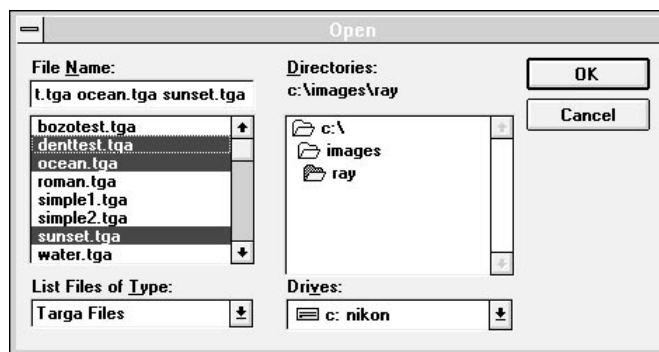 Open
File Name:
t.tga ocean.tga sunset.tga
bozotest.tga
denttest.tga
ocean.tga
roman.tga
simple1.tga
simple2.tga
sunset.tga
water.tga
List Files of Type:
Targa Files
Directories:
c:\images\ray
c:\
images
ray
Drives:
c: nikon
OK
Cancel